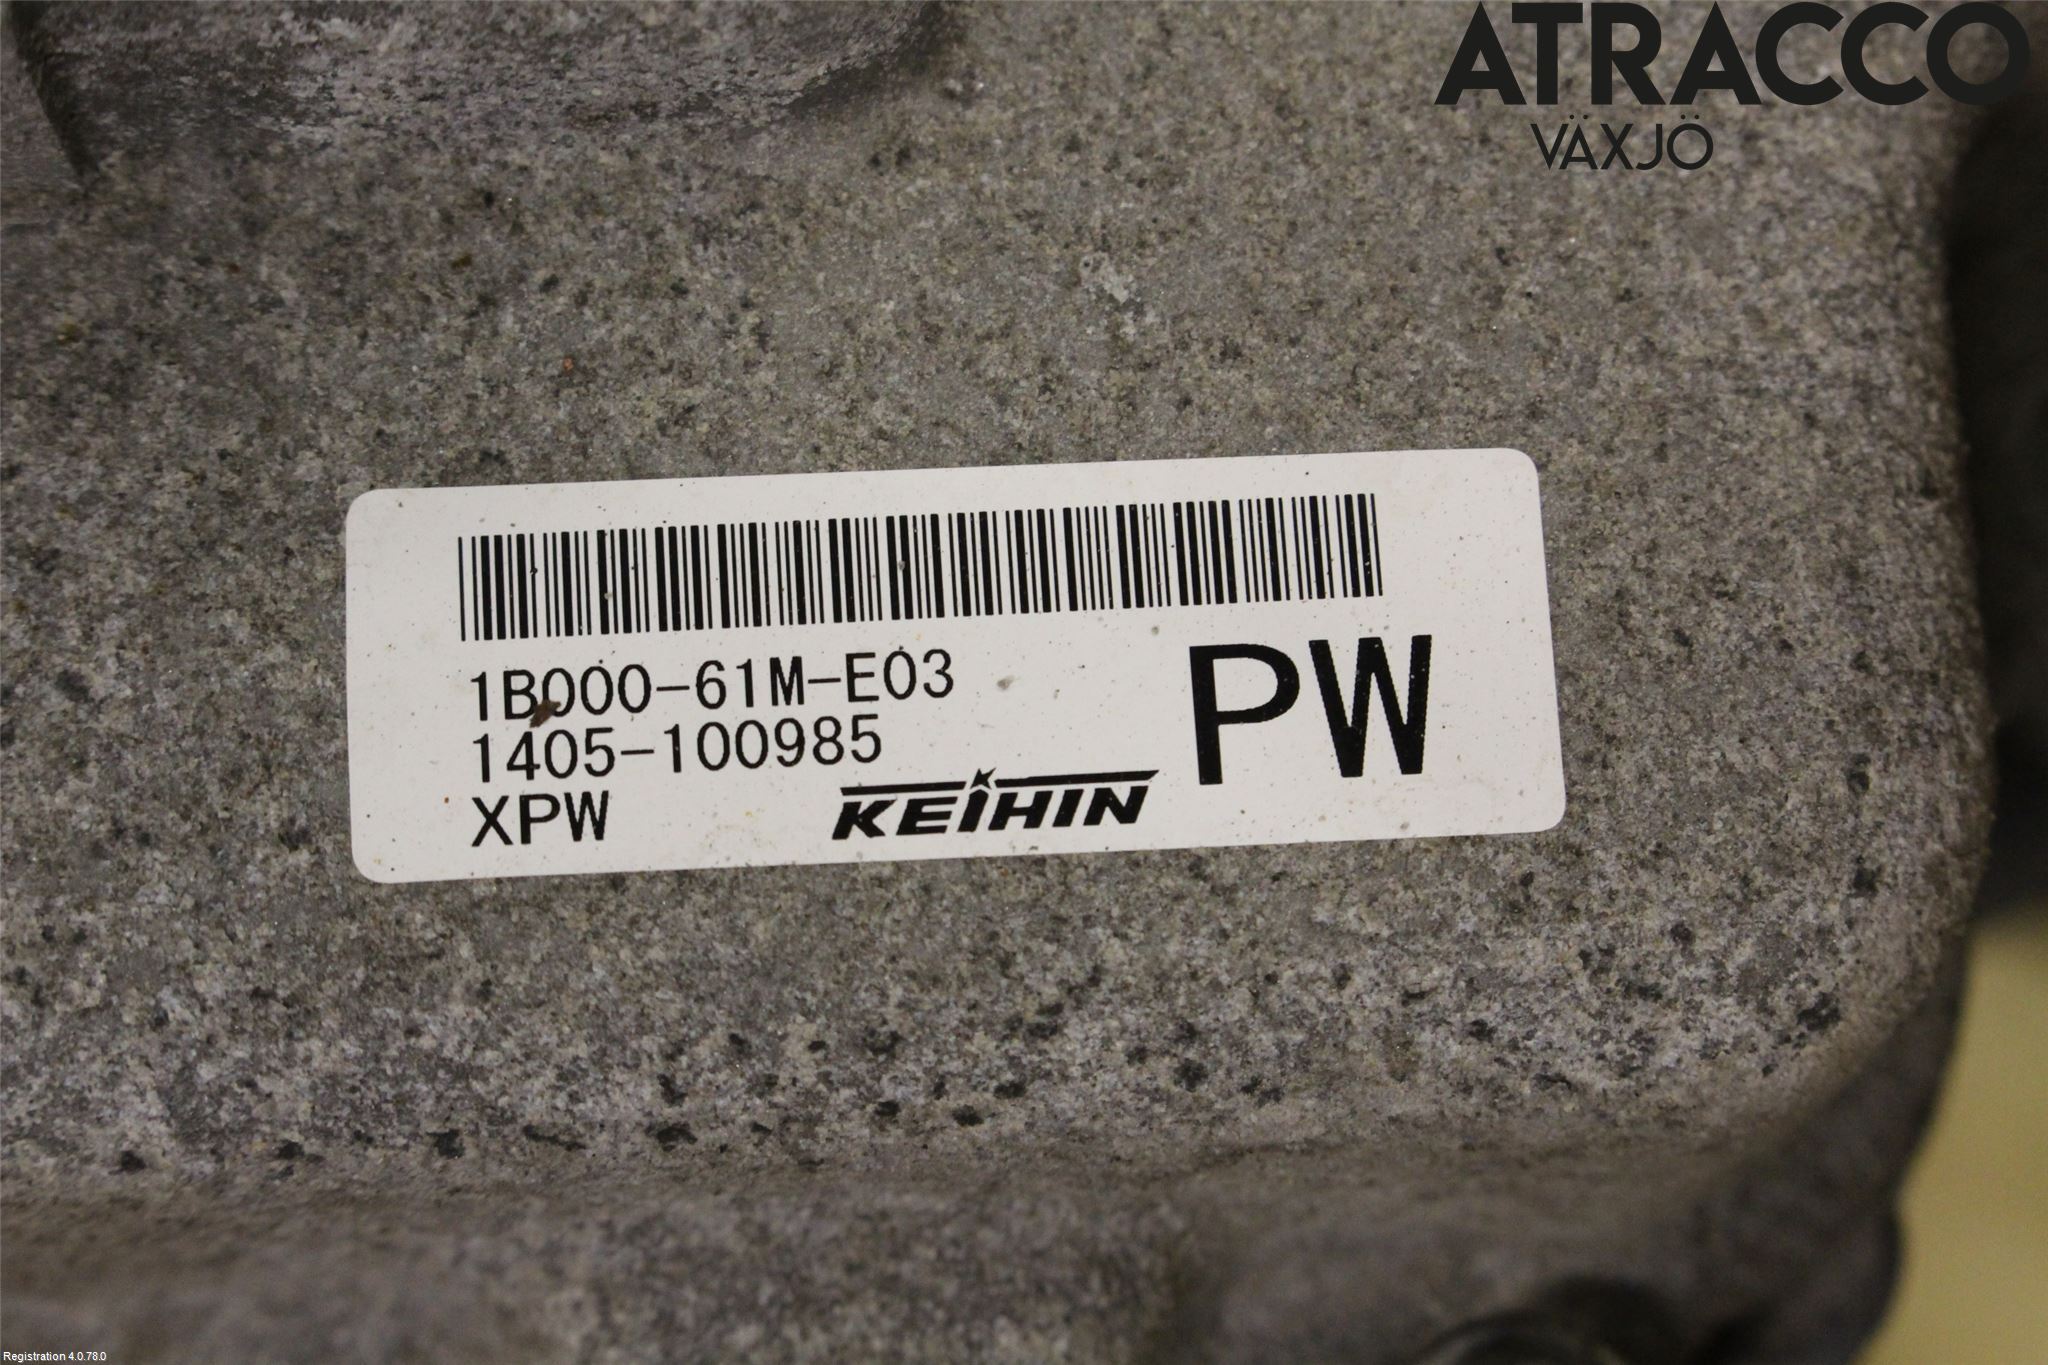 ATRACCO
VÄXJÖ
1B000-61M-E03
1405-100985
XPW
KEIHIN
PW
Registration 4.0.78.0